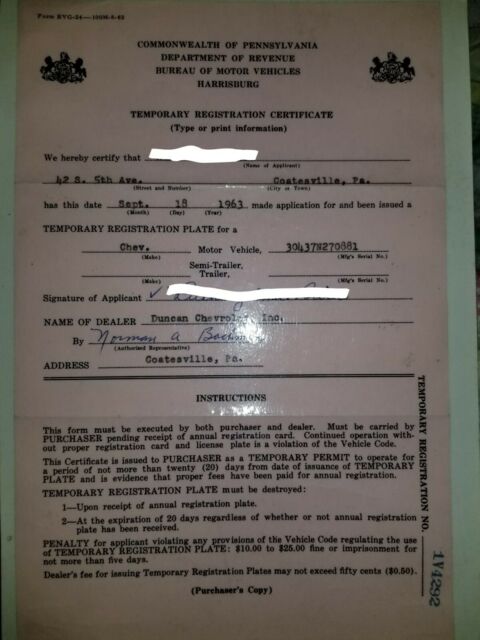 Form RVG-24—100M-8-62
COMMONWEALTH OF PENNSYLVANIA
DEPARTMENT OF REVENUE
BUREAU OF MOTOR VEHICLES
HARRISBURG
TEMPORARY REGISTRATION CERTIFICATE
(Type or print information)
We hereby certify that
(Name of Applicant)
42 S. 5th Ave. Coatesville, Pa.
(Street and Number) (City or Town)
has this date Sept. 18 1963 made application for and been issued a
(Month) (Day) (Year)
TEMPORARY REGISTRATION PLATE for a
Chev. Motor Vehicle, 30437N270881
(Make) (Mfg's Serial No.)
Semi-Trailer,
Trailer,
(Make) (Mfg's Serial No.)
Signature of Applicant
NAME OF DEALER Duncan Chevrolet, Inc.
By Norman A
(Authorized Representative)
ADDRESS Coatesville, Pa.
INSTRUCTIONS
This form must be executed by both purchaser and dealer. Must be carried by
PURCHASER pending receipt of annual registration card. Continued operation with-
out proper registration card and license plate is a violation of the Vehicle Code.
This Certificate is issued to PURCHASER as a TEMPORARY PERMIT to operate for
a period of not more than twenty (20) days from date of issuance of TEMPORARY
PLATE and is evidence that proper fees have been paid for annual registration.
TEMPORARY REGISTRATION PLATE must be destroyed:
1—Upon receipt of annual registration plate.
2—At the expiration of 20 days regardless of whether or not annual registration
plate has been received.
PENALTY for applicant violating any provisions of the Vehicle Code regulating the use
of TEMPORARY REGISTRATION PLATE: $10.00 to $25.00 fine or imprisonment for
not more than five days.
Dealer's fee for issuing Temporary Registration Plates may not exceed fifty cents ($0.50).
(Purchaser's Copy)
TEMPORARY REGISTRATION NO. 1V4292